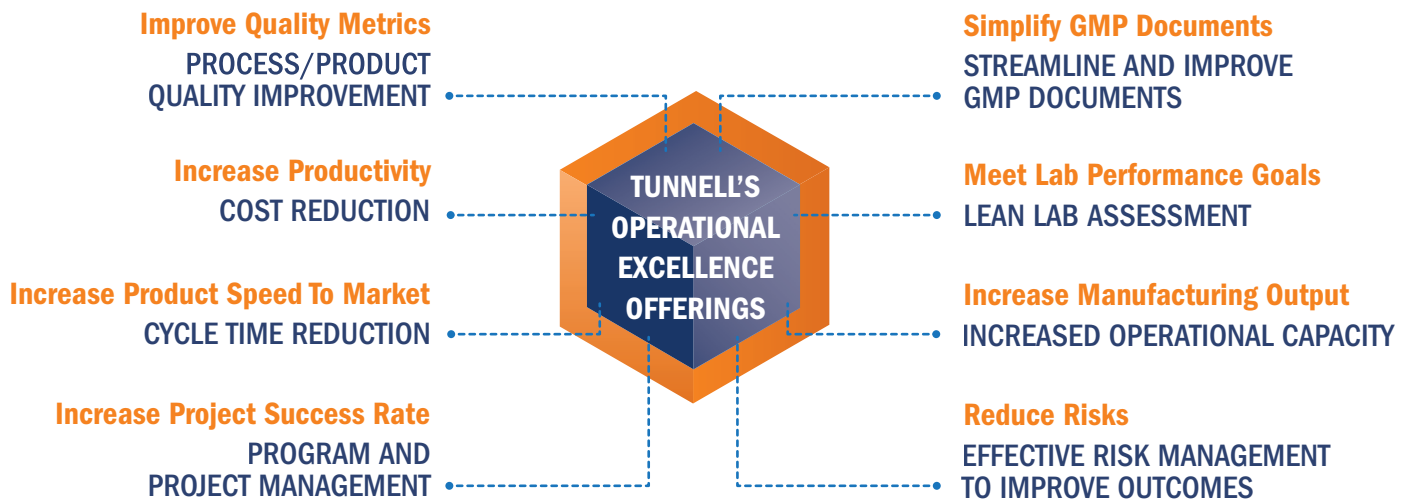 Improve Quality Metrics
PROCESS/PRODUCT
QUALITY IMPROVEMENT
Increase Productivity
COST REDUCTION
Increase Product Speed To Market
CYCLE TIME REDUCTION
Increase Project Success Rate
PROGRAM AND
PROJECT MANAGEMENT
TUNNELL’S
OPERATIONAL
EXCELLENCE
OFFERINGS
Simplify GMP Documents
STREAMLINE AND IMPROVE
GMP DOCUMENTS
Meet Lab Performance Goals
LEAN LAB ASSESSMENT
Increase Manufacturing Output
INCREASED OPERATIONAL CAPACITY
Reduce Risks
EFFECTIVE RISK MANAGEMENT
TO IMPROVE OUTCOMES